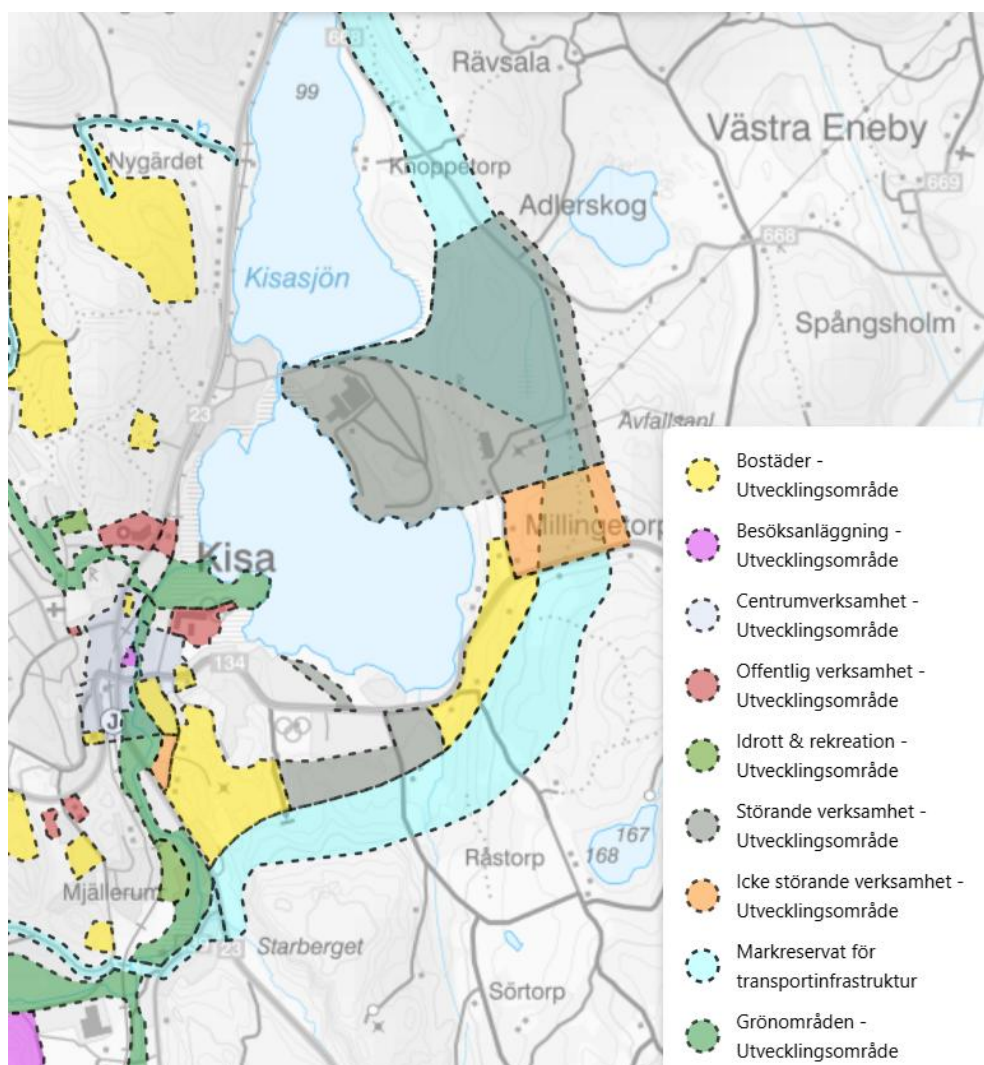 668
Rävsala
99
Västra Eneby
Nygärdet
Knoppetorp
669
Adlerskog
668
Kisasjön
Spångsholm
23
Avfallsanl
Bostäder -
Utvecklingsområde
Millingetorp
Besöksanläggning -
Utvecklingsområde
Kisa
Centrumverksamhet -
Utvecklingsområde
134
Offentlig verksamhet -
Utvecklingsområde
J
Idrott & rekreation -
Utvecklingsområde
Störande verksamhet -
Utvecklingsområde
167
168
Råstorp
Mjällerum
Icke störande verksamhet -
Utvecklingsområde
23
Starberget
Markreservat för
transportinfrastruktur
Sörtorp
Grönområden -
Utvecklingsområde